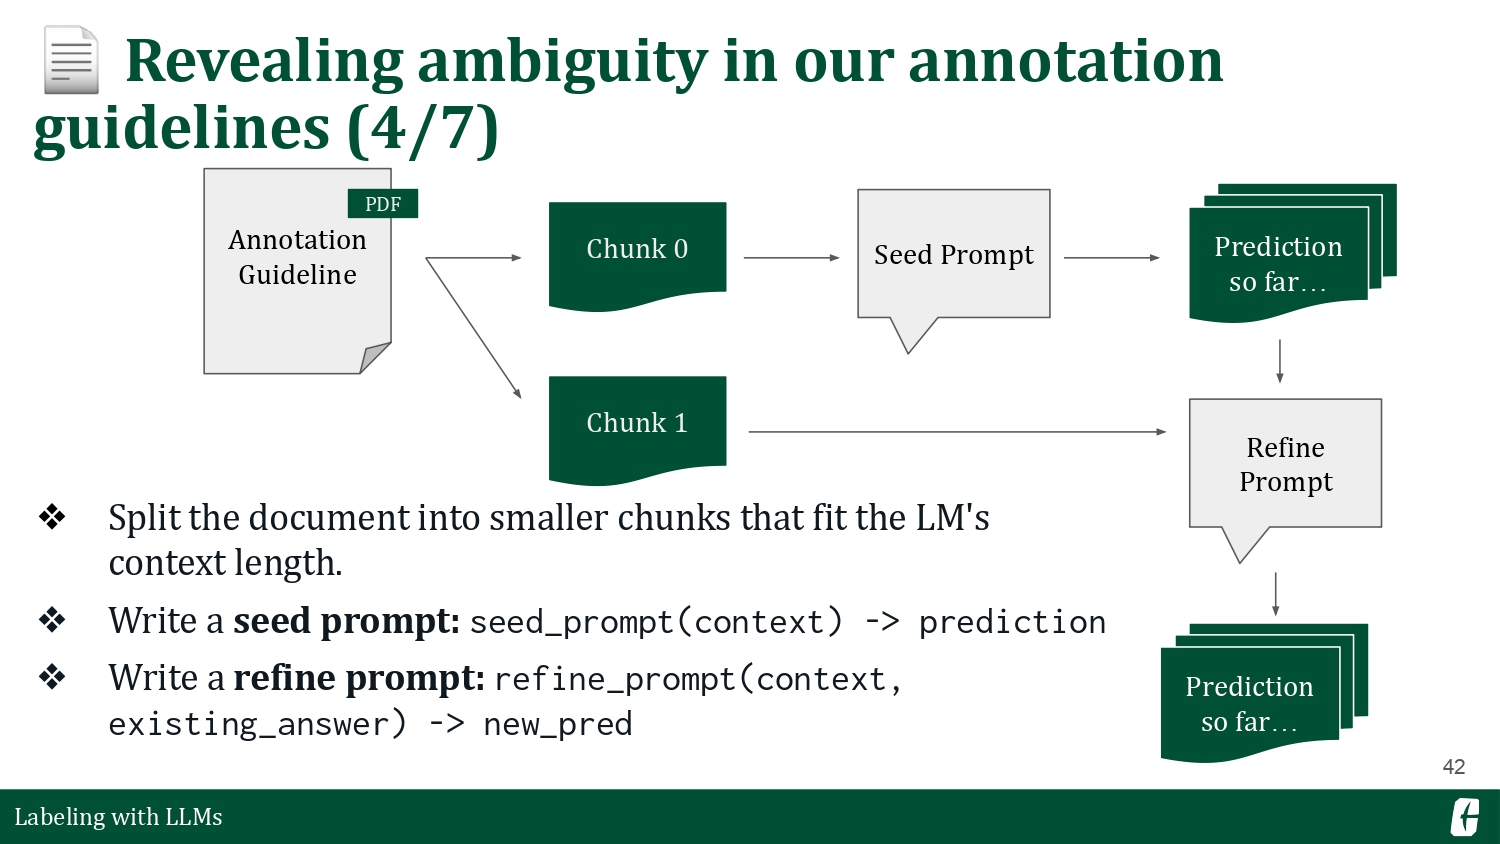 Revealing ambiguity in our annotation
guidelines (4/7)
PDF
Annotation
Guideline
Chunk 0
Seed Prompt
Prediction
so far...
Chunk 1
Refine
Prompt
Prediction
so far...
❖ Split the document into smaller chunks that fit the LM's
context length.
❖ Write a seed prompt: seed_prompt(context) -> prediction
❖ Write a refine prompt: refine_prompt(context,
existing_answer) -> new_pred
42
Labeling with LLMs